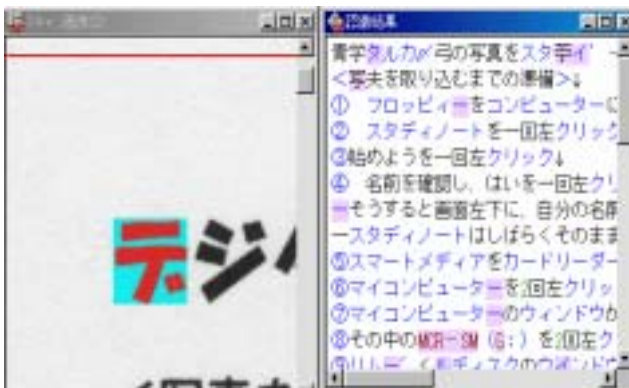 デジ
認識結果
青学タルカメ弓の写真をスタ亭イ
<写夫を取り込むまでの準備>↓
① フロッピィーをコンピューターに
② スタディノートを一回左クリック
③始めようを一回左クリック↓
④ 名前を確認し、はいを一回左クリ
ーそうすると画面左下に、自分の名前
ースタディノートはしばらくそのまま
⑤スマートメディアをカードリーダー
⑥マイコンピューターを2回左クリッ
⑦マイコンピューターのウィンドウが
⑧その中のMCR-SM (G:) を2回左ク